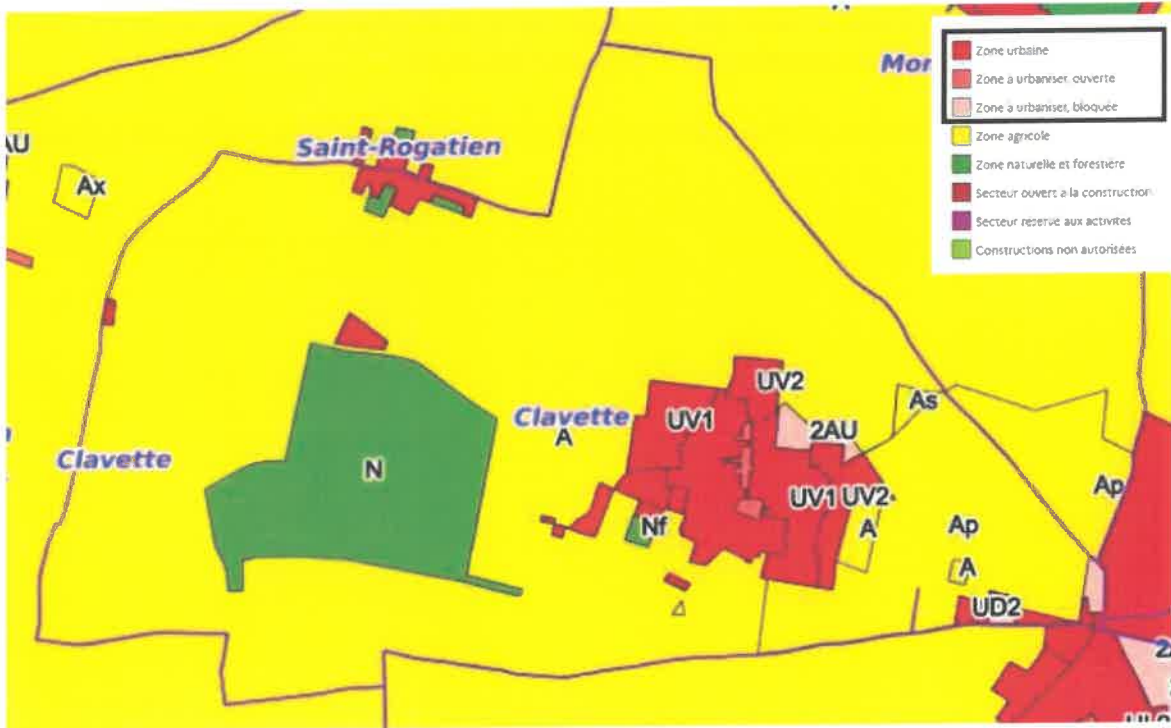 Zone urbaine
Zone à urbaniser, ouverte
Zone à urbaniser, bloquée
Zone agricole
Zone naturelle et forestière
Secteur ouvert à la construction
Secteur réservé aux activités
Constructions non autorisées
Mor
Saint-Rogatien
AU
Ax
UV2
As
Clavette
UV1
A
2AU
Clavette
N
UV1
UV2
Ap
Nf
A
Ap
A
UD2